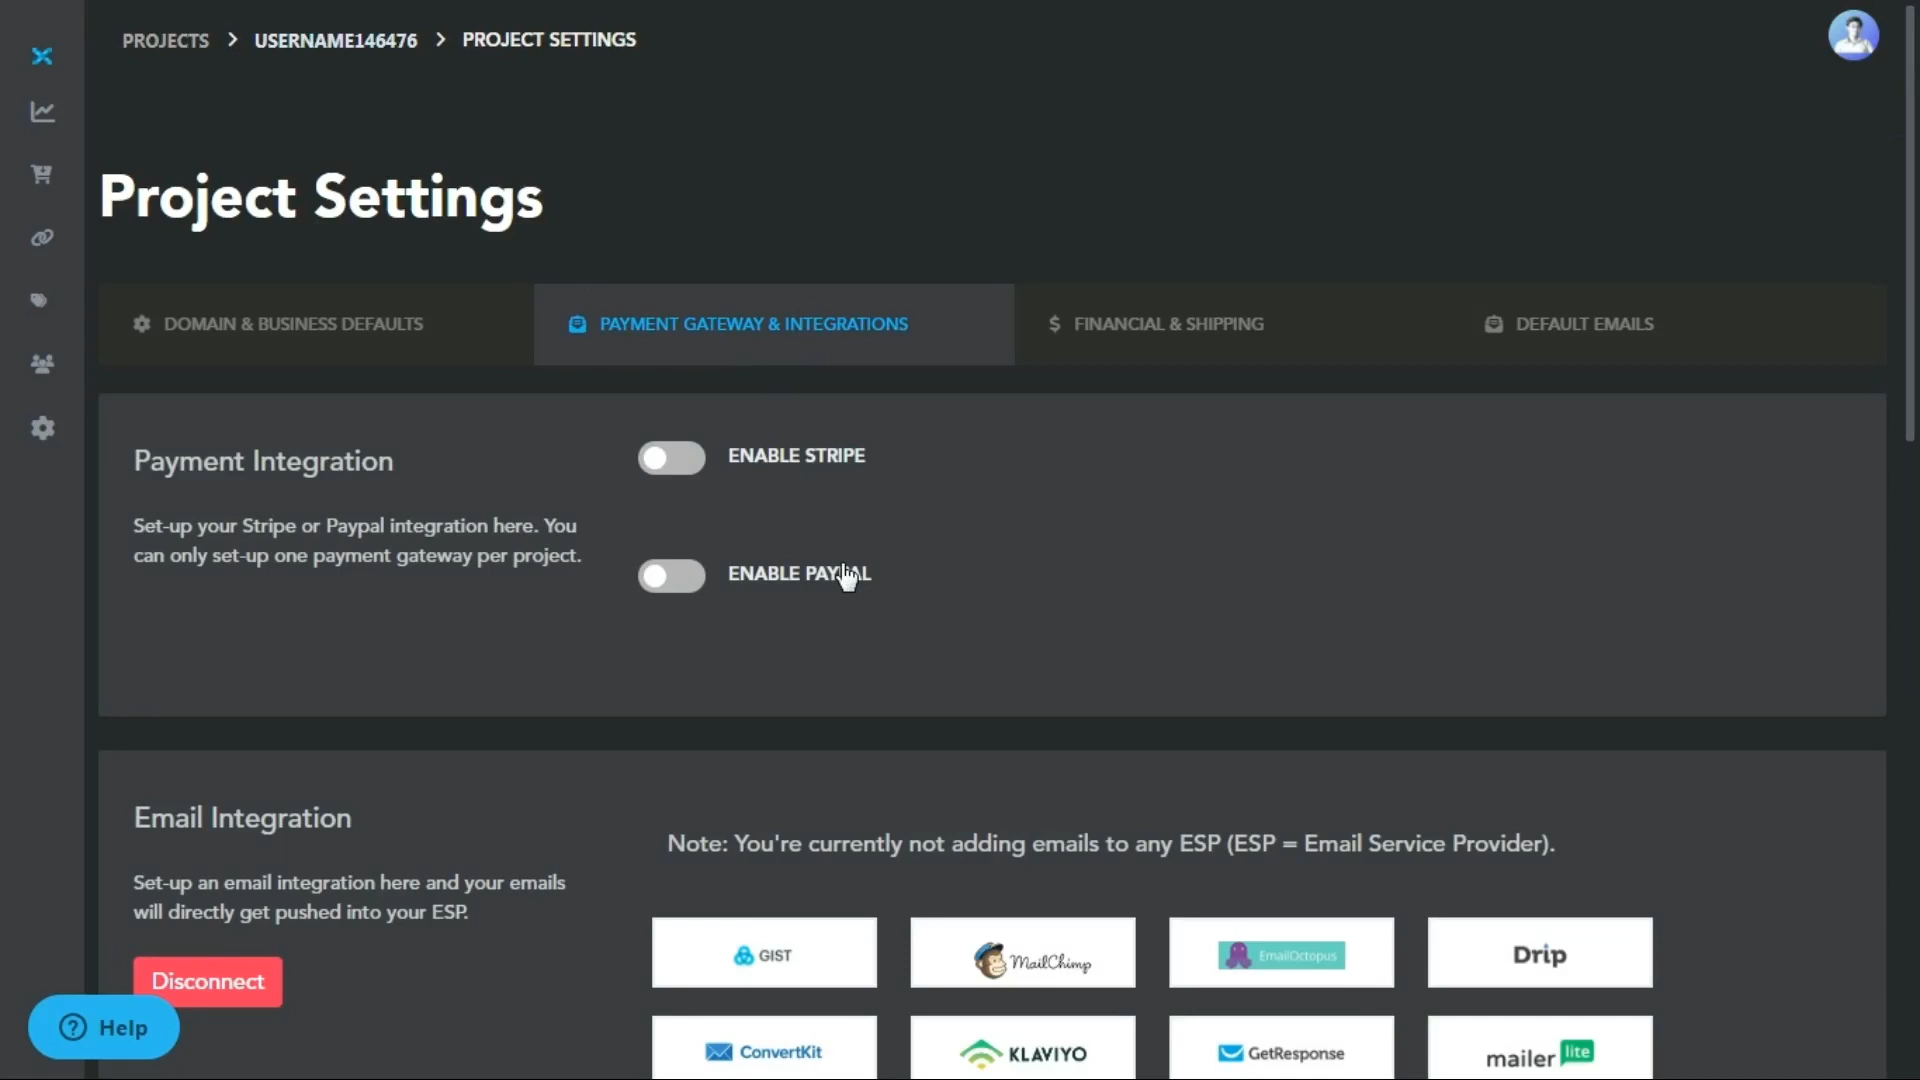 PROJECTS > USERNAME146476 > PROJECT SETTINGS
Project Settings
DOMAIN & BUSINESS DEFAULTS
PAYMENT GATEWAY & INTEGRATIONS
$ FINANCIAL & SHIPPING
DEFAULT EMAILS
Payment Integration
Set-up your Stripe or Paypal integration here. You
can only set-up one payment gateway per project.
ENABLE STRIPE
ENABLE PAYPAL
Email Integration
Set-up an email integration here and your emails
will directly get pushed into your ESP.
Disconnect
Note: You're currently not adding emails to any ESP (ESP = Email Service Provider).
GIST
MailChimp
EmailOctopus
Drip
ConvertKit
KLAVIYO
GetResponse
mailer lite
? Help